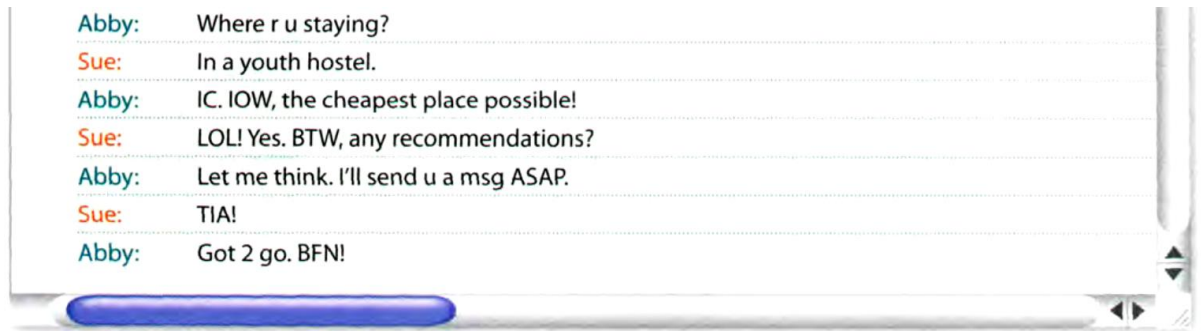 Abby: Where r u staying?
Sue: In a youth hostel.
Abby: IC. IOW, the cheapest place possible!
Sue: LOL! Yes. BTW, any recommendations?
Abby: Let me think. I'll send u a msg ASAP.
Sue: TIA!
Abby: Got 2 go. BFN!